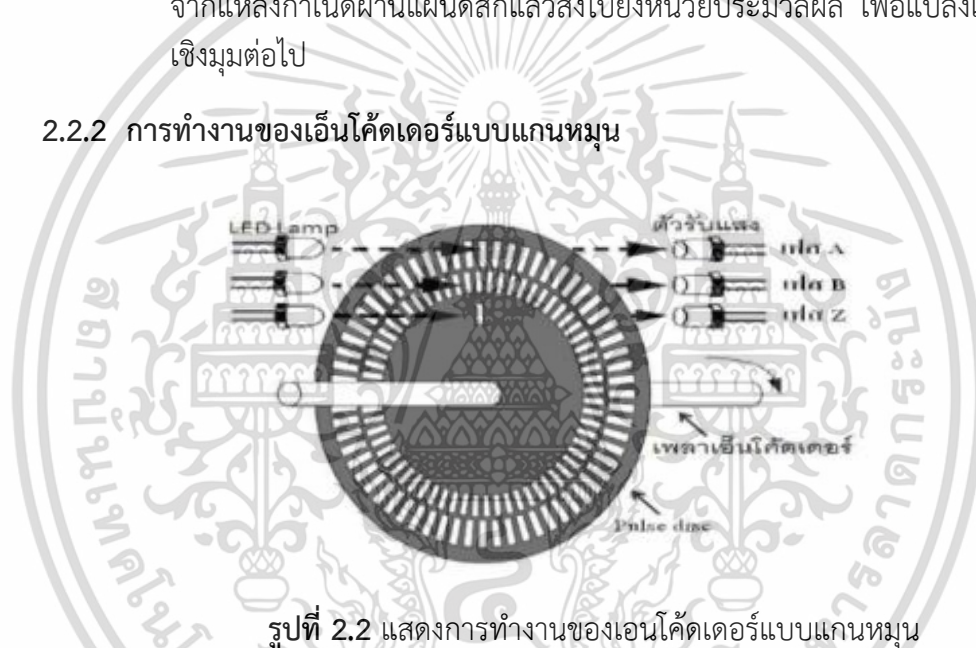 จากแหล่งกำเนิดผ่านแผ่นดิสก์แล้วส่งไปยังหน่วยประมวลผล เพื่อแปลงเ
เชิงมุมต่อไป
2.2.2 การทำงานของเอ็นโค้ดเดอร์แบบแกนหมุน
LED Lamp
ตัวรับแสง
เฟส A
เฟส B
เฟส Z
เพลาเอ็นโค้ดเดอร์
Pulse disc
รูปที่ 2.2 แสดงการทำงานของเอนโค้ดเดอร์แบบแกนหมุน